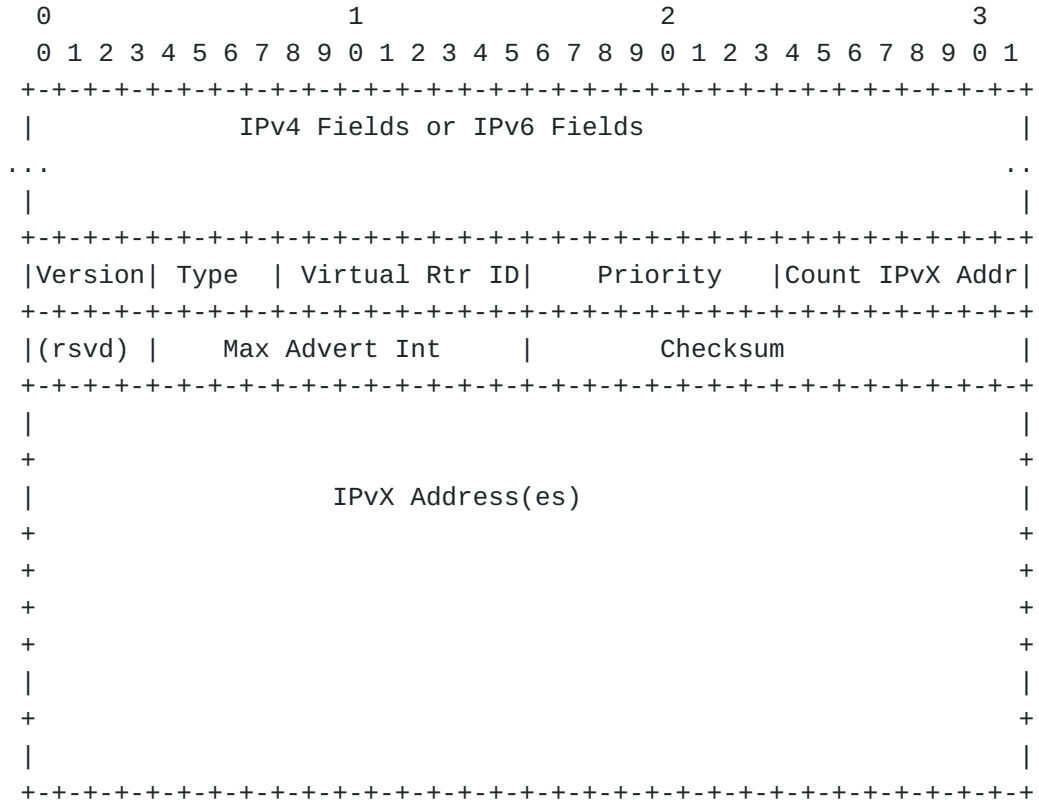 0                   1                   2                   3
 0 1 2 3 4 5 6 7 8 9 0 1 2 3 4 5 6 7 8 9 0 1 2 3 4 5 6 7 8 9 0 1
+-+-+-+-+-+-+-+-+-+-+-+-+-+-+-+-+-+-+-+-+-+-+-+-+-+-+-+-+-+-+-+-+
|             IPv4 Fields or IPv6 Fields                        |
...                                                             ..
|                                                               |
+-+-+-+-+-+-+-+-+-+-+-+-+-+-+-+-+-+-+-+-+-+-+-+-+-+-+-+-+-+-+-+-+
|Version| Type  | Virtual Rtr ID|    Priority   |Count IPvX Addr|
+-+-+-+-+-+-+-+-+-+-+-+-+-+-+-+-+-+-+-+-+-+-+-+-+-+-+-+-+-+-+-+-+
|(rsvd) |    Max Advert Int     |        Checksum               |
+-+-+-+-+-+-+-+-+-+-+-+-+-+-+-+-+-+-+-+-+-+-+-+-+-+-+-+-+-+-+-+-+
|                                                               |
+                                                               +
|                   IPvX Address(es)                            |
+                                                               +
+                                                               +
+                                                               +
+                                                               +
|                                                               |
+                                                               +
|                                                               |
+-+-+-+-+-+-+-+-+-+-+-+-+-+-+-+-+-+-+-+-+-+-+-+-+-+-+-+-+-+-+-+-+